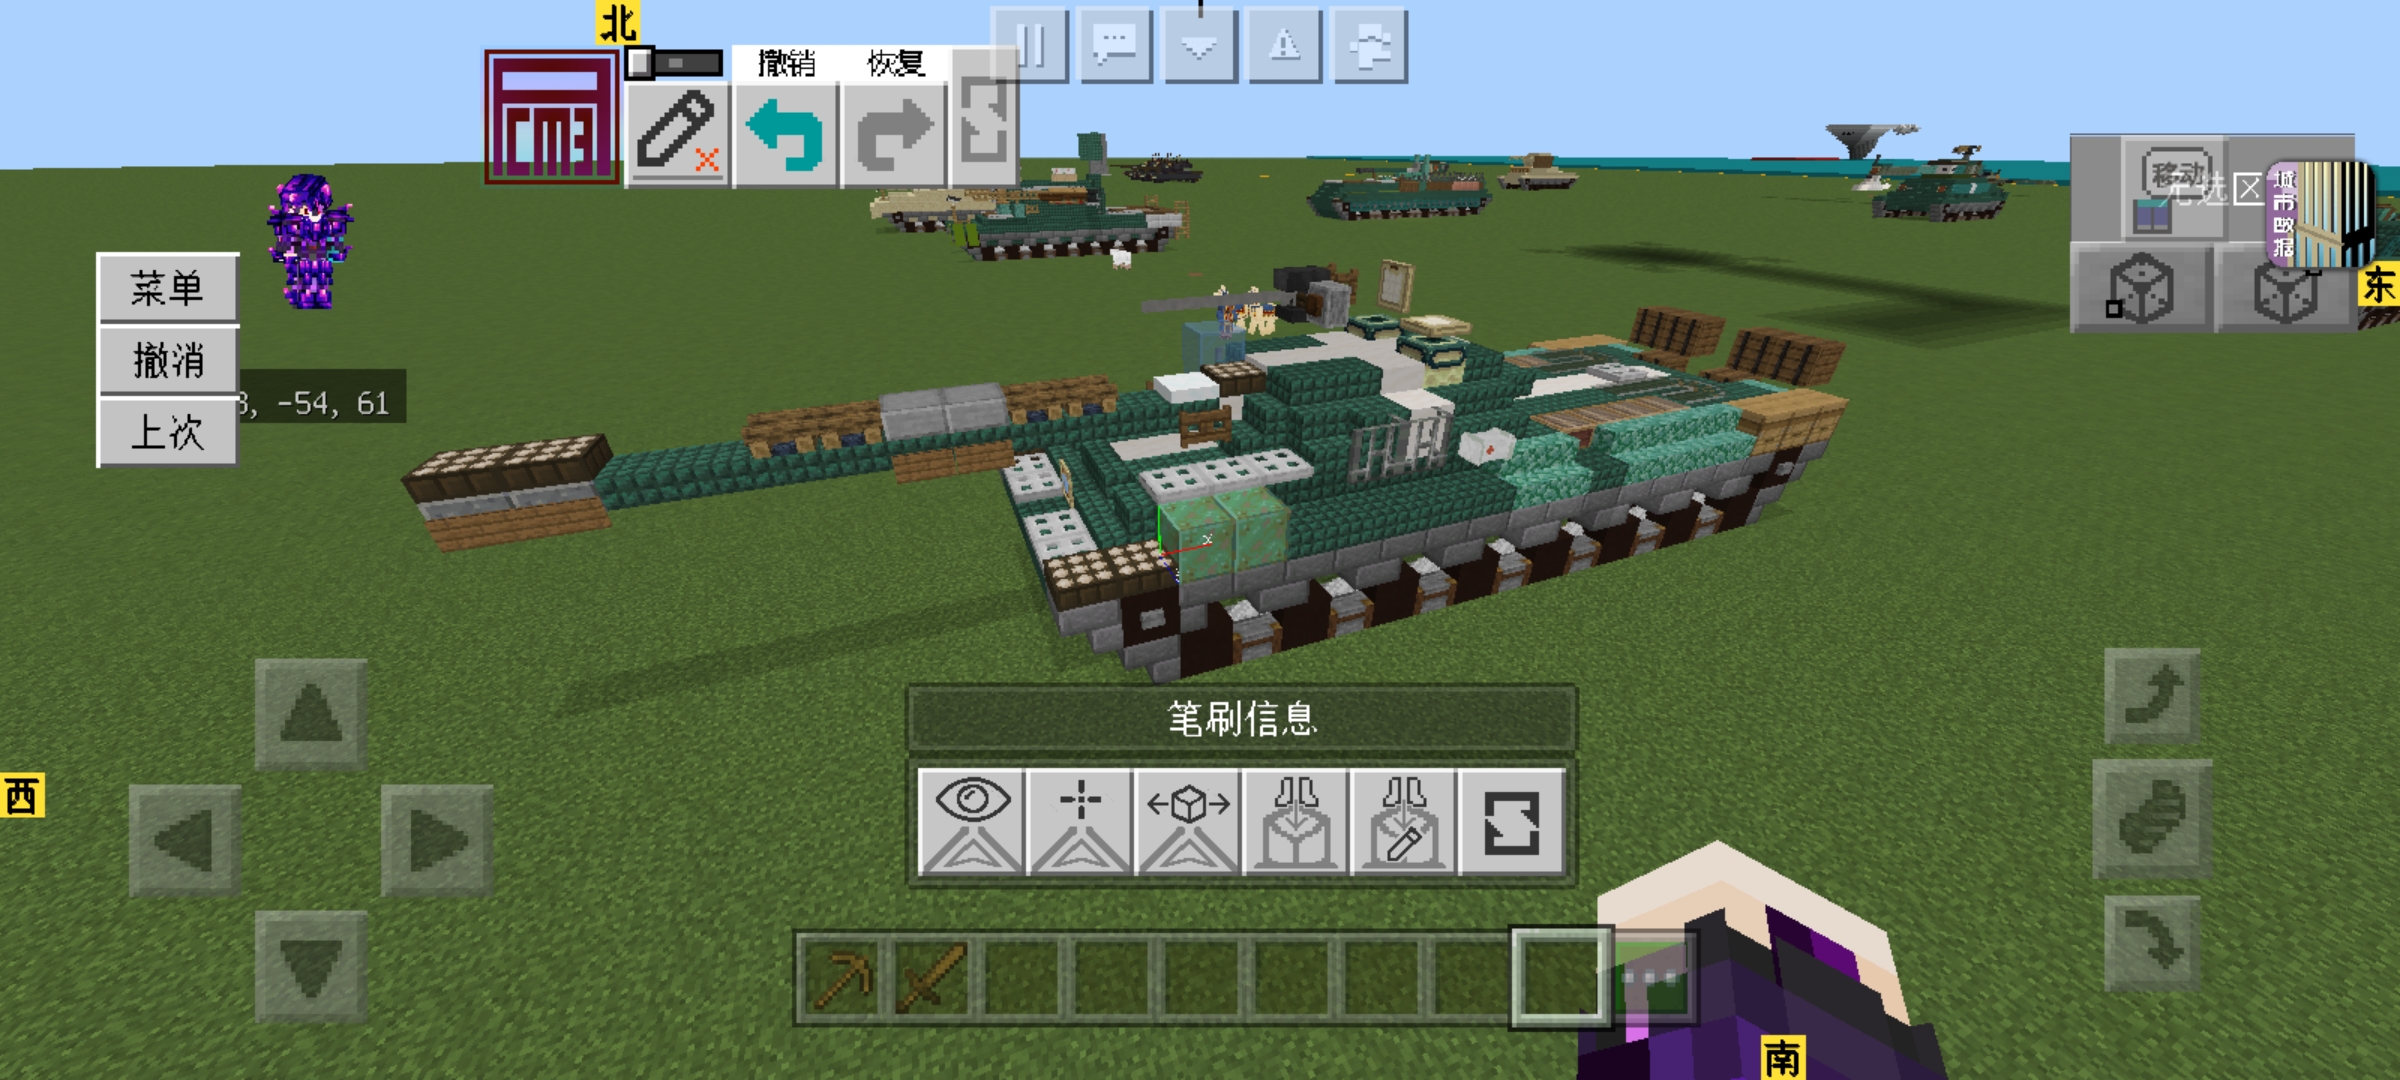 北
撤销
恢复
CM3
移动
无选区
城市数据
东
菜单
撤消
上次
8, -54, 61
X
笔刷信息
西
南